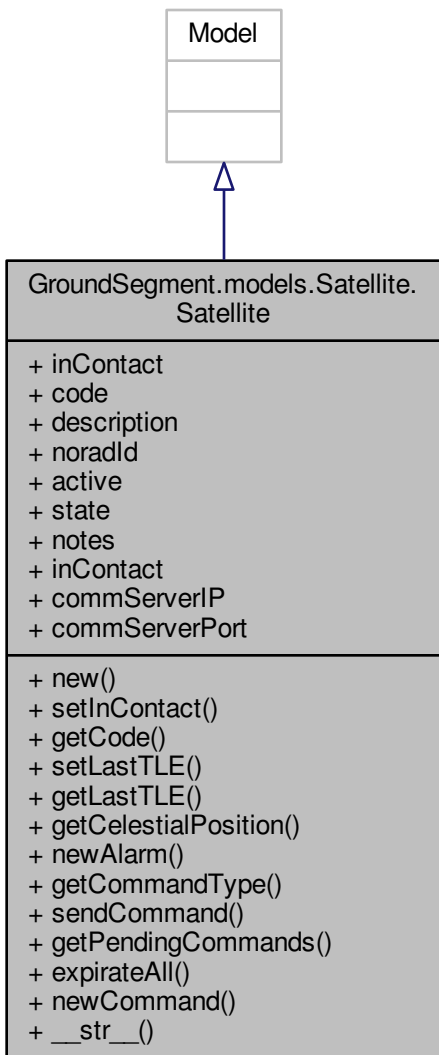 Model
GroundSegment.models.Satellite.
Satellite
+ inContact
+ code
+ description
+ noradId
+ active
+ state
+ notes
+ inContact
+ commServerIP
+ commServerPort
+ new()
+ setInContact()
+ getCode()
+ setLastTLE()
+ getLastTLE()
+ getCelestialPosition()
+ newAlarm()
+ getCommandType()
+ sendCommand()
+ getPendingCommands()
+ expirateAll()
+ newCommand()
+ __str__()